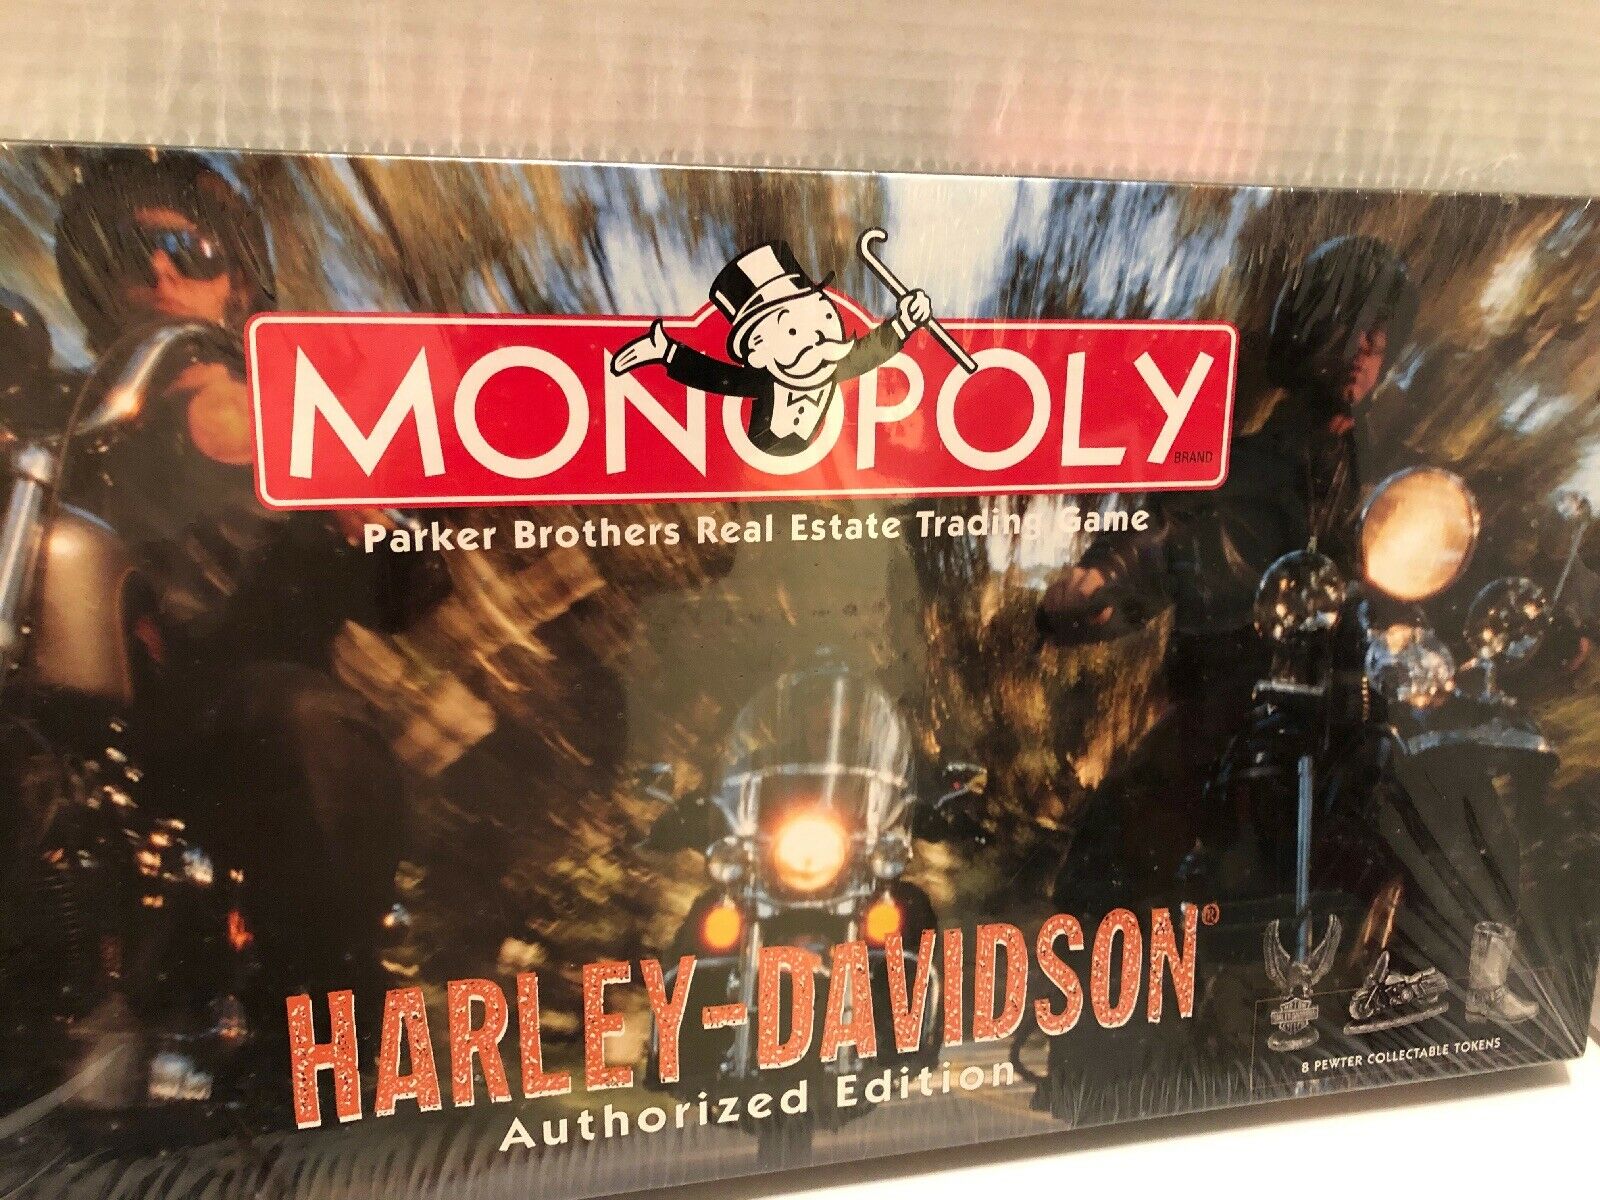 MONOPOLY
BRAND
Parker Brothers Real Estate Trading Game
HARLEY-DAVIDSON®
Authorized Edition
8 PEWTER COLLECTABLE TOKENS